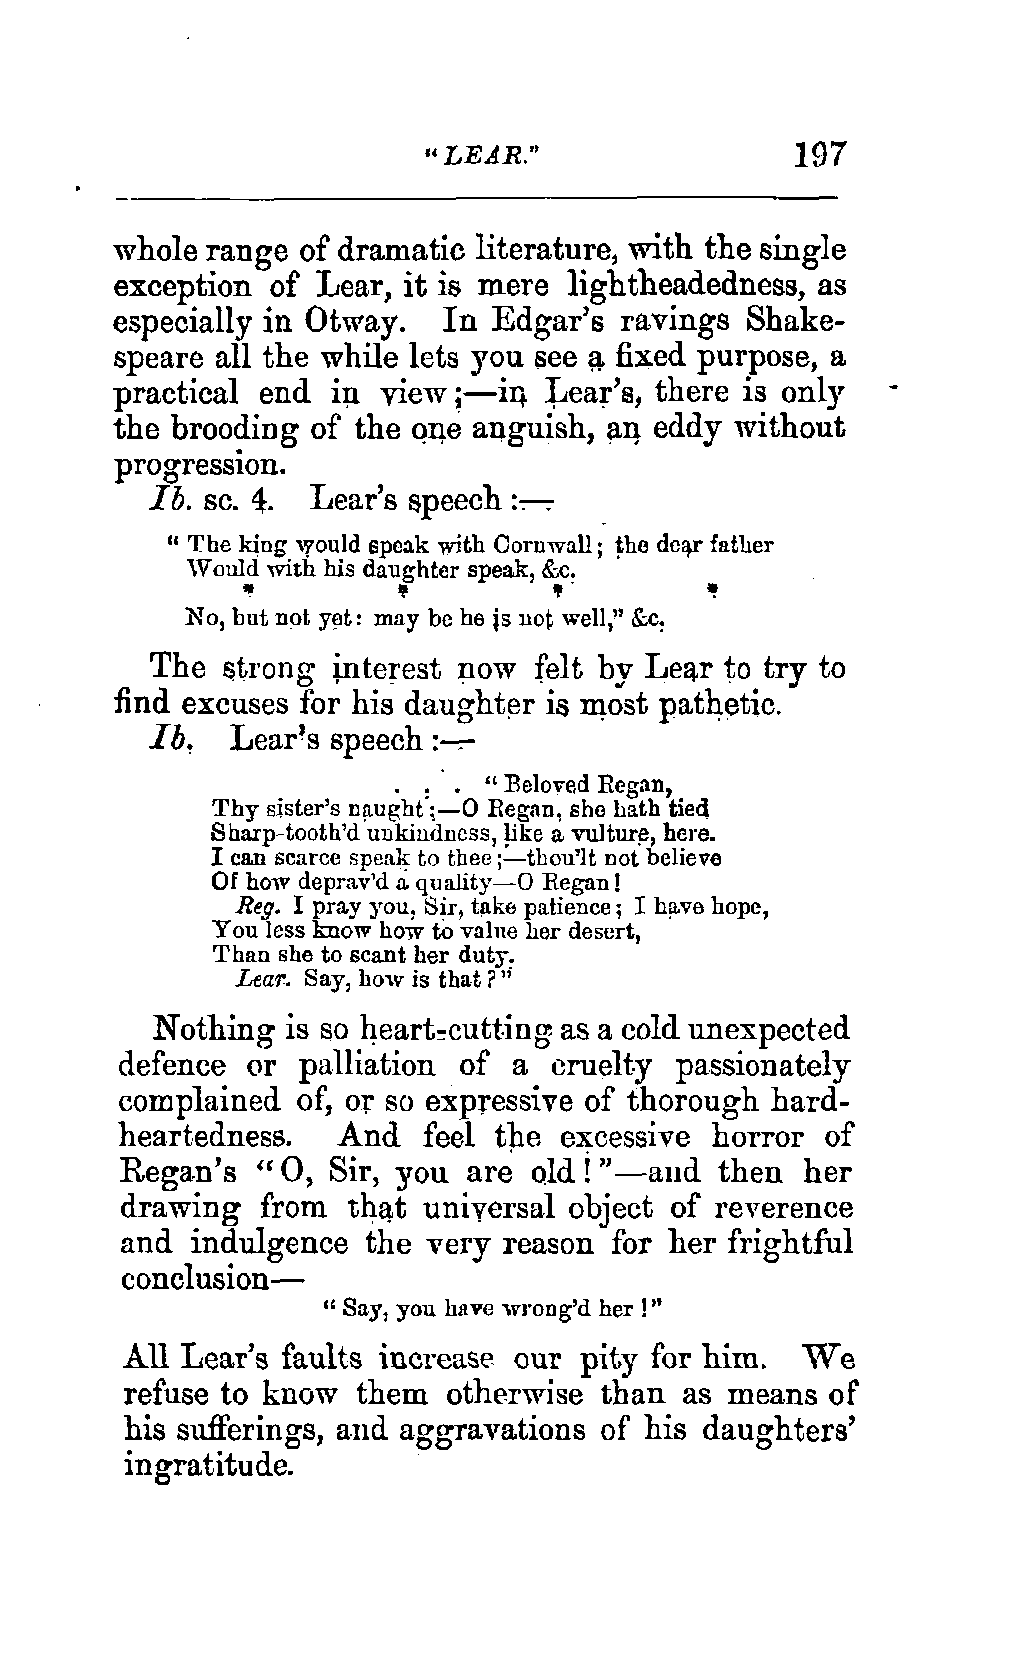 "LEAR." 197
whole range of dramatic literature, with the single
exception of Lear, it is mere lightheadedness, as
especially in Otway. In Edgar's ravings Shake-
speare all the while lets you see a fixed purpose, a
practical end in view;—in Lear's, there is only
the brooding of the one anguish, an eddy without
progression.
Ib. sc. 4. Lear's speech:—
"The king would speak with Cornwall; the dear father
Would with his daughter speak, &c.
* * * *
No, but not yet: may be he is not well," &c.
The strong interest now felt by Lear to try to
find excuses for his daughter is most pathetic.
Ib. Lear's speech:—
. . . "Beloved Regan,
Thy sister's naught;—O Regan, she hath tied
Sharp-tooth'd unkindness, like a vulture, here.
I can scarce speak to thee;—thou'lt not believe
Of how deprav'd a quality—O Regan!
Reg. I pray you, Sir, take patience; I have hope,
You less know how to value her desert,
Than she to scant her duty.
Lear. Say, how is that?"
Nothing is so heart-cutting as a cold unexpected
defence or palliation of a cruelty passionately
complained of, or so expressive of thorough hard-
heartedness. And feel the excessive horror of
Regan's "O, Sir, you are old!"—and then her
drawing from that universal object of reverence
and indulgence the very reason for her frightful
conclusion—
"Say, you have wrong'd her!"
All Lear's faults increase our pity for him. We
refuse to know them otherwise than as means of
his sufferings, and aggravations of his daughters'
ingratitude.